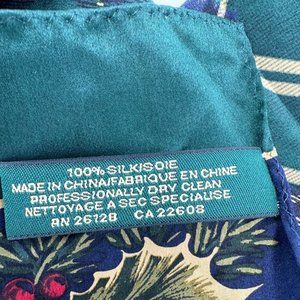 100% SILK/SOIE
MADE IN CHINA/FABRIQUE EN CHINE
PROFESSIONALLY DRY CLEAN
NETTOYAGE A SEC SPECIALISE
RN 26128 CA 22608